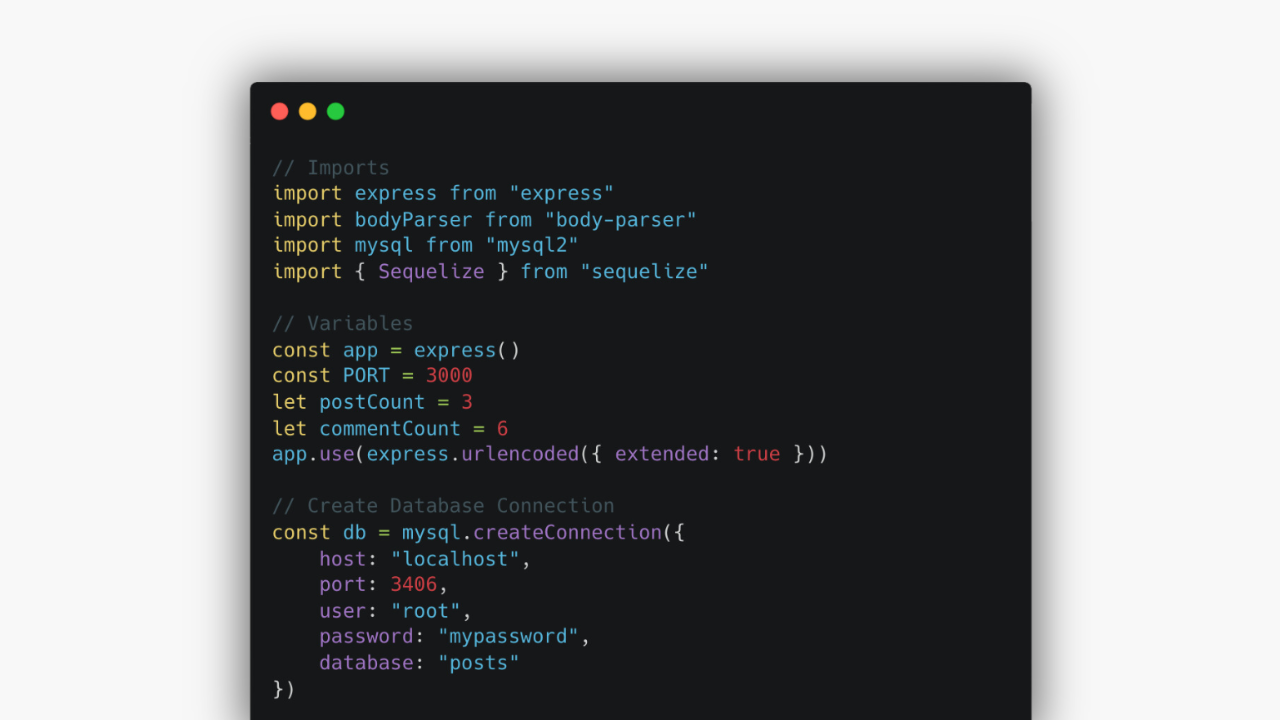 // Imports
import express from "express"
import bodyParser from "body-parser"
import mysql from "mysql2"
import { Sequelize } from "sequelize"

// Variables
const app = express()
const PORT = 3000
let postCount = 3
let commentCount = 6
app.use(express.urlencoded({ extended: true }))

// Create Database Connection
const db = mysql.createConnection({
    host: "localhost",
    port: 3406,
    user: "root",
    password: "mypassword",
    database: "posts"
})